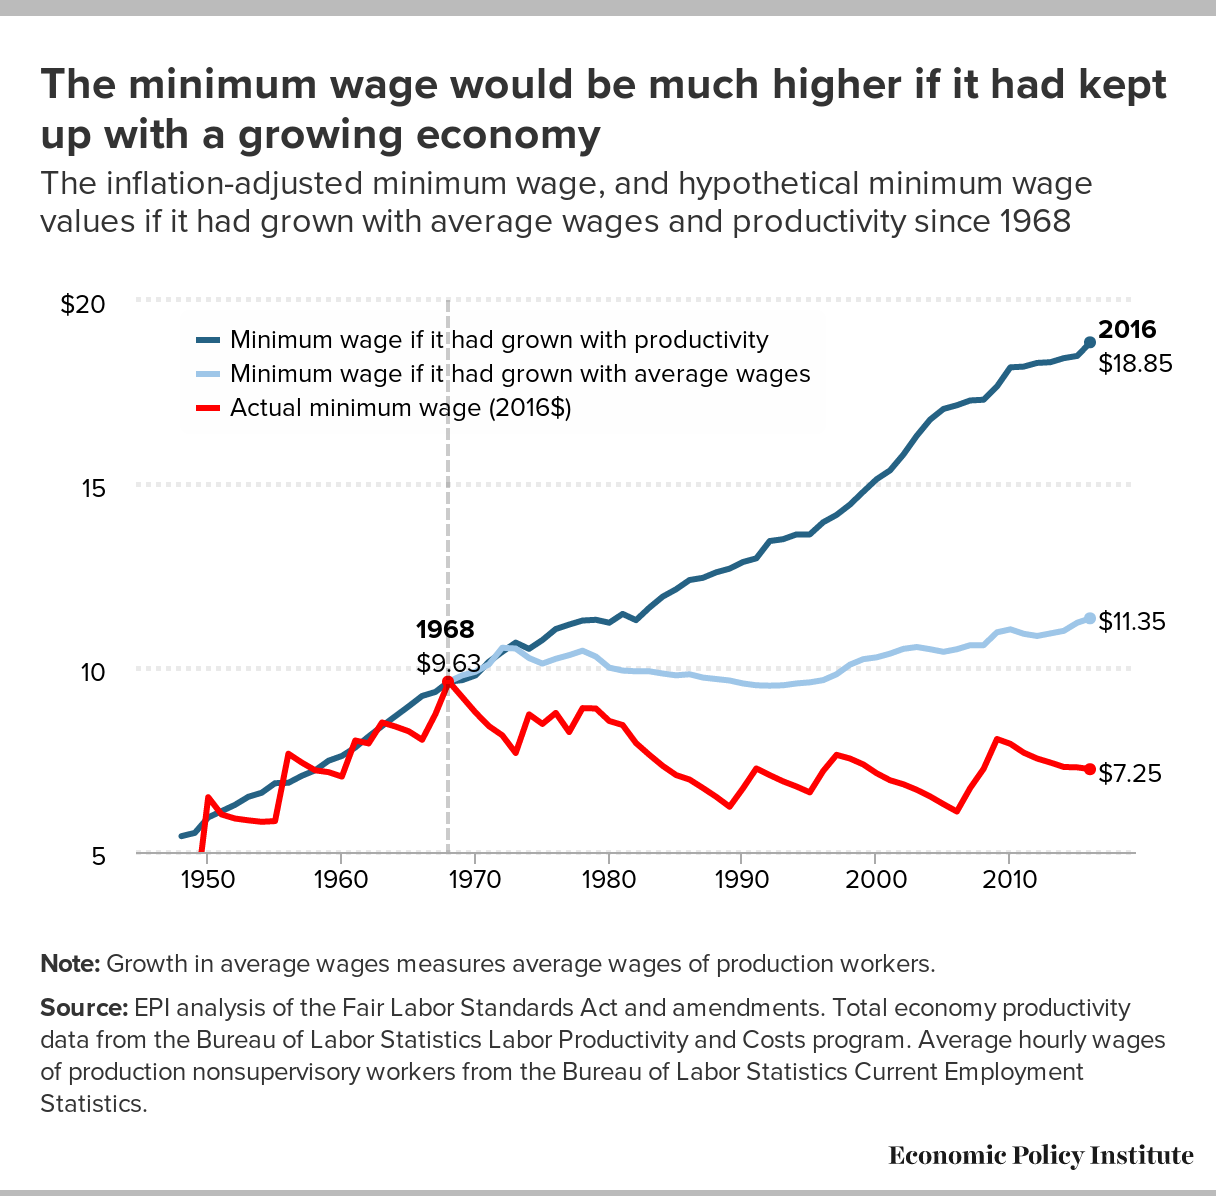 The minimum wage would be much higher if it had kept
up with a growing economy
The inflation-adjusted minimum wage, and hypothetical minimum wage
values if it had grown with average wages and productivity since 1968
$20
Minimum wage if it had grown with productivity
Minimum wage if it had grown with average wages
Actual minimum wage (2016$)
2016
$18.85
15
1968
$9.63
$11.35
10
$7.25
5
1950 1960 1970 1980 1990 2000 2010
Note: Growth in average wages measures average wages of production workers.
Source: EPI analysis of the Fair Labor Standards Act and amendments. Total economy productivity
data from the Bureau of Labor Statistics Labor Productivity and Costs program. Average hourly wages
of production nonsupervisory workers from the Bureau of Labor Statistics Current Employment
Statistics.
Economic Policy Institute